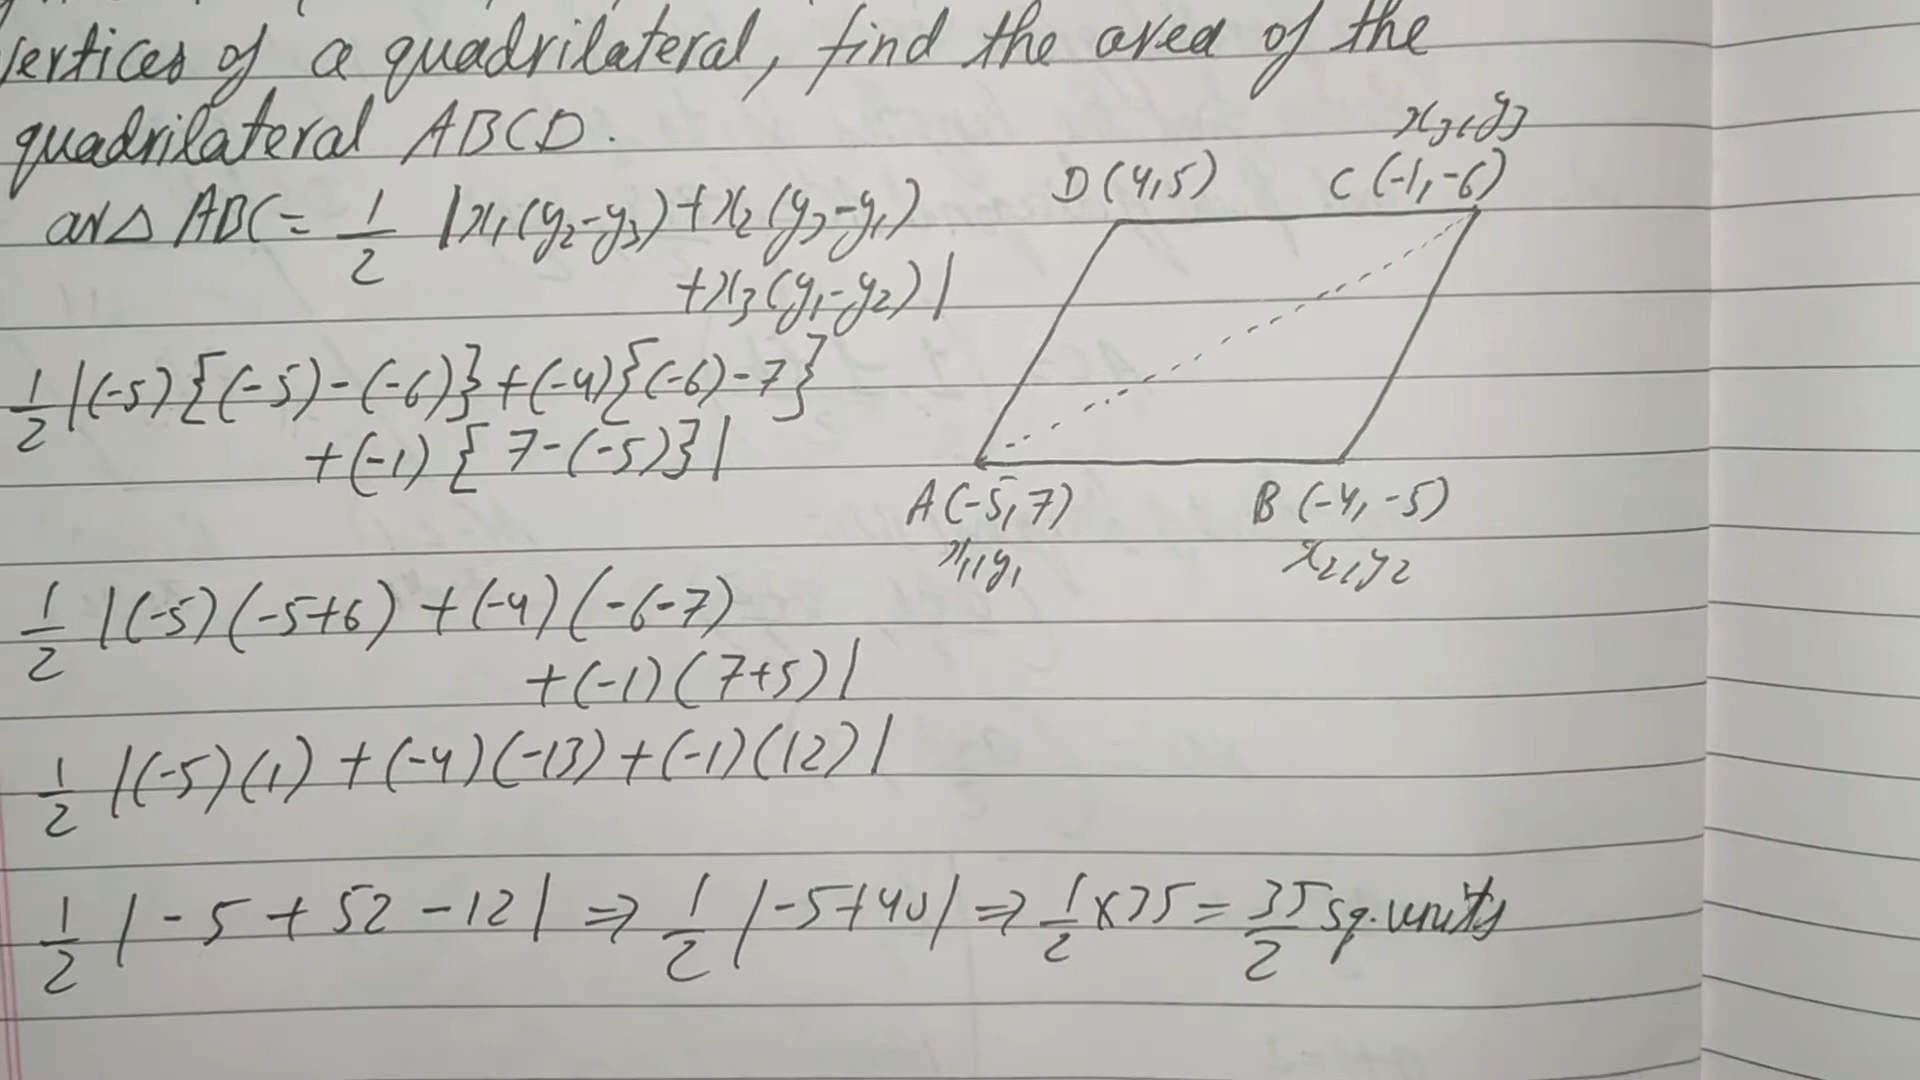 vertices of a quadrilateral, find the area of the
quadrilateral ABCD.
ar△ ABC = 1/2 |x₁(y₂-y₃)+x₂(y₃-y₁)
+x₃(y₁-y₂)|
1/2 |(-5){(-5)-(-6)}+(-4){(-6)-7}
+(-1){7-(-5)}|
1/2 |(-5)(-5+6)+(-4)(-6-7)
+(-1)(7+5)|
1/2 |(-5)(1)+(-4)(-13)+(-1)(12)|
1/2 |-5+52-12| ⇒ 1/2 |-5+40| ⇒ 1/2 ×35 = 35/2 sq.units
x₃,y₃
D(4,5) C(-1,-6)
A(-5,7) B(-4,-5)
x₁,y₁ x₂,y₂